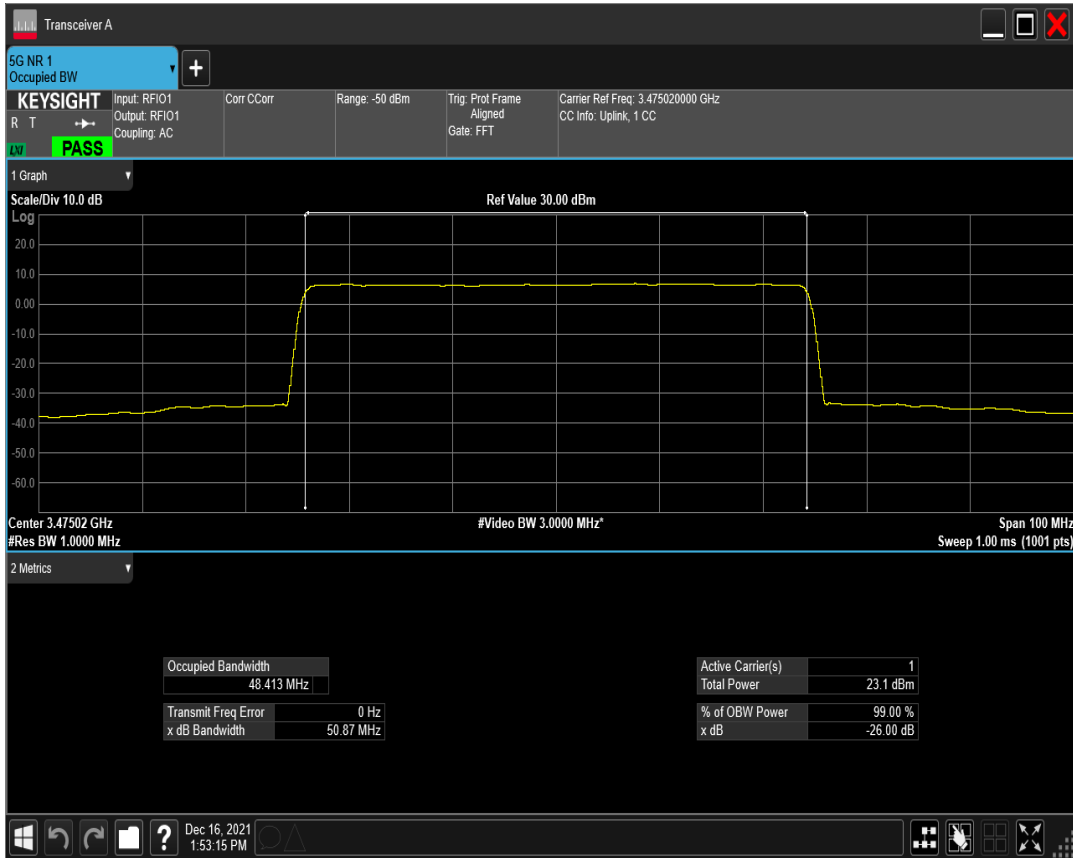 Transceiver A
5G NR 1
Occupied BW
+
KEYSIGHT
R T
LXI
PASS
Input: RFIO1
Output: RFIO1
Coupling: AC
Corr CCorr
Range: -50 dBm
Trig: Prot Frame
Aligned
Gate: FFT
Carrier Ref Freq: 3.475020000 GHz
CC Info: Uplink, 1 CC
1 Graph
Scale/Div 10.0 dB
Ref Value 30.00 dBm
Log
20.0
10.0
0.00
-10.0
-20.0
-30.0
-40.0
-50.0
-60.0
Center 3.47502 GHz
#Video BW 3.0000 MHz*
Span 100 MHz
#Res BW 1.0000 MHz
Sweep 1.00 ms (1001 pts)
2 Metrics
Occupied Bandwidth
48.413 MHz
Transmit Freq Error 0 Hz
x dB Bandwidth 50.87 MHz
Active Carrier(s) 1
Total Power 23.1 dBm
% of OBW Power 99.00 %
x dB -26.00 dB
?
Dec 16, 2021
1:53:15 PM